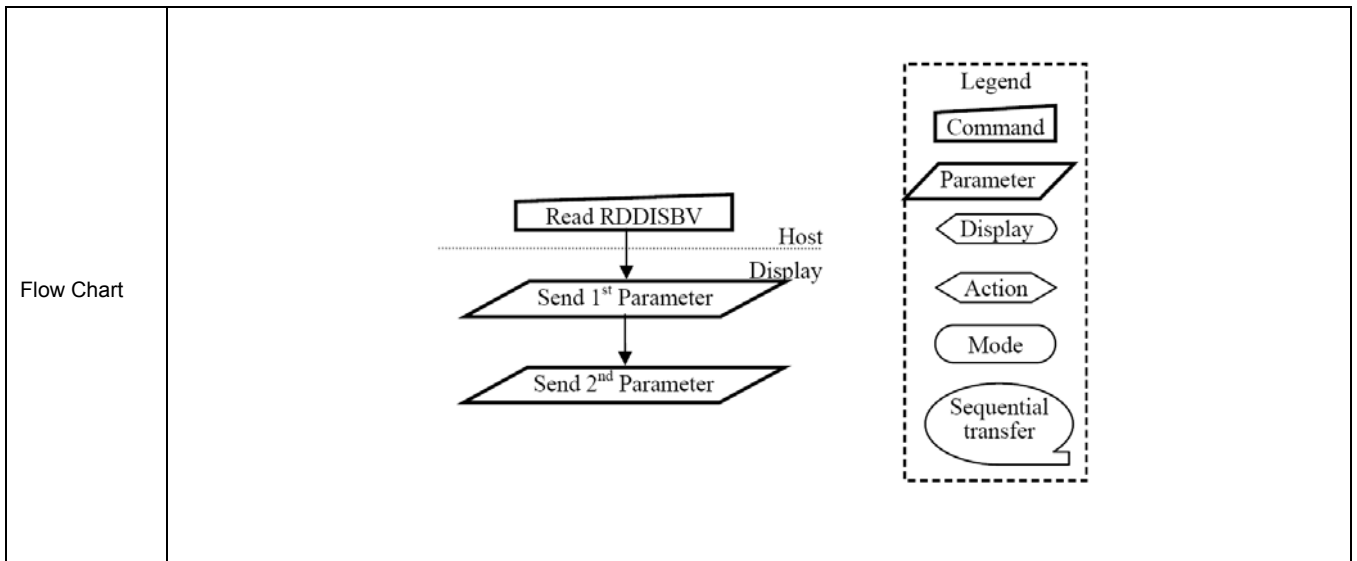 Flow Chart
Read RDDISBV
Host
Display
Send 1st Parameter
Send 2nd Parameter
Legend
Command
Parameter
Display
Action
Mode
Sequential
transfer